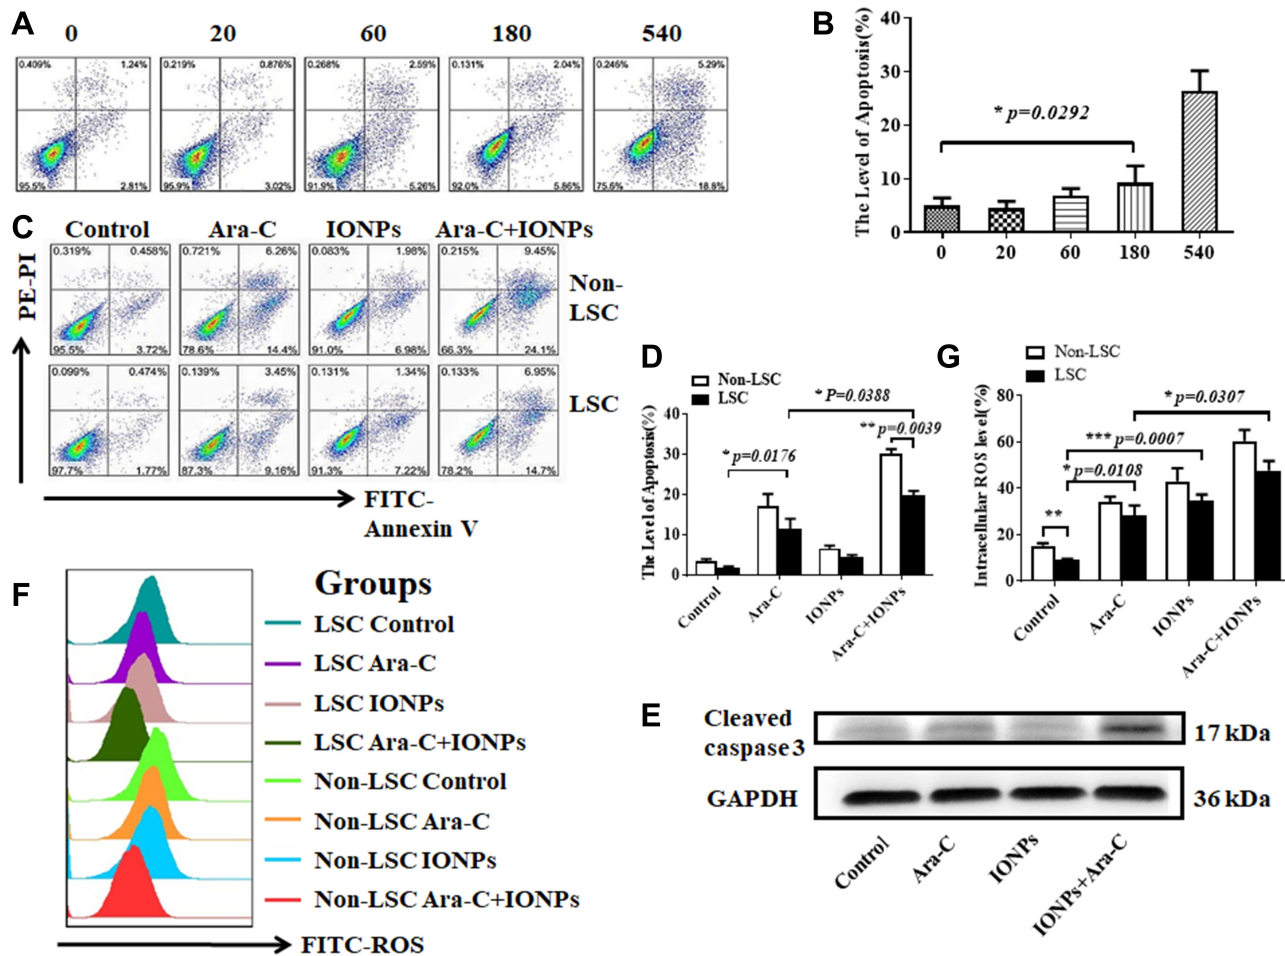 A
0 20 60 180 540
0.409% 1.24% 0.219% 0.876% 0.268% 2.59% 0.131% 2.04% 0.246% 5.29%
95.5% 2.81% 95.9% 3.02% 91.9% 5.26% 92.0% 5.86% 75.6% 18.8%
B
The Level of Apoptosis(%)
40
30
20
10
0
* p=0.0292
0 20 60 180 540
C
Control Ara-C IONPs Ara-C+IONPs
0.319% 0.458% 0.721% 6.26% 0.083% 1.98% 0.215% 9.45%
95.5% 3.72% 78.6% 14.4% 91.0% 6.98% 66.3% 24.1%
Non-
LSC
0.099% 0.474% 0.139% 3.45% 0.131% 1.34% 0.133% 6.95%
97.7% 1.77% 87.3% 9.16% 91.3% 7.22% 78.2% 14.7%
LSC
PE-PI
FITC-
Annexin V
D
Non-LSC
LSC
The Level of Apoptosis(%)
40
30
20
10
0
* P=0.0388
** p=0.0039
* p=0.0176
Control Ara-C IONPs Ara-C+IONPs
G
Non-LSC
LSC
Intracellular ROS level(%)
80
60
40
20
0
* p=0.0307
*** p=0.0007
* p=0.0108
**
Control Ara-C IONPs Ara-C+IONPs
F
Groups
LSC Control
LSC Ara-C
LSC IONPs
LSC Ara-C+IONPs
Non-LSC Control
Non-LSC Ara-C
Non-LSC IONPs
Non-LSC Ara-C+IONPs
FITC-ROS
E
Cleaved
caspase 3
17 kDa
GAPDH
36 kDa
Control Ara-C IONPs IONPs+Ara-C